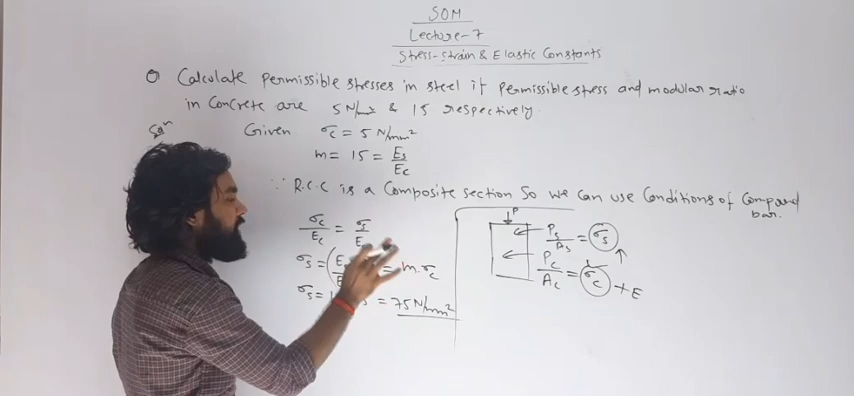 SOM
Lecture-7
Stress-strain & Elastic Constants
Q Calculate permissible stresses in steel if permissible stress and modular ratio
in concrete are 5 N/mm² & 15 respectively.
Solⁿ Given σc = 5 N/mm²
m = 15 = Es/Ec
∵ R.C.C is a Composite section So we can use Conditions of Compound
bar.
σc/Ec = σs/E
σs = = m.σc
σs = = 75 N/mm²
P
Ps/As = σs
Pc/Ac = σc + E